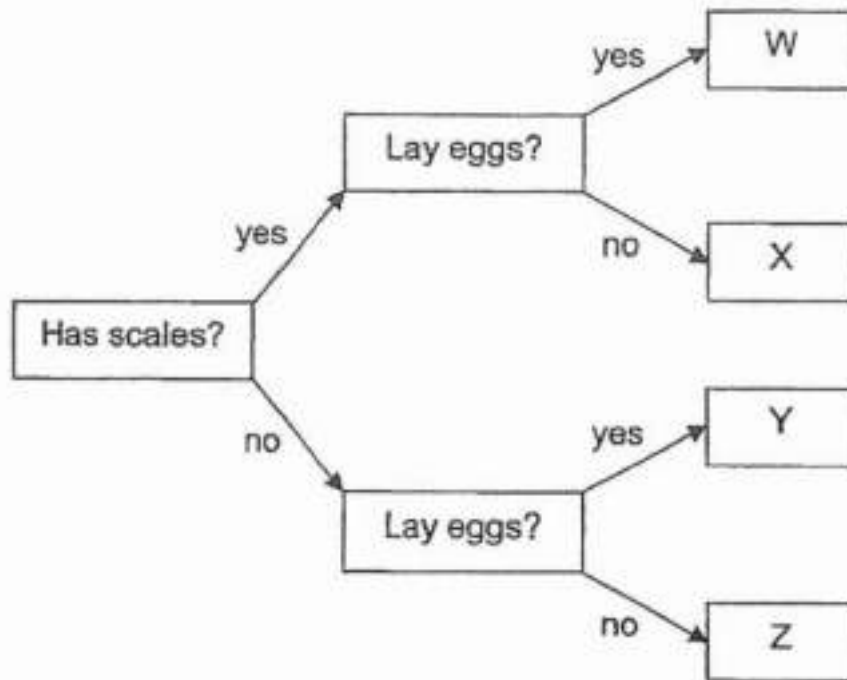 yes
W
Lay eggs?
yes
no
X
Has scales?
no
yes
Y
Lay eggs?
no
Z